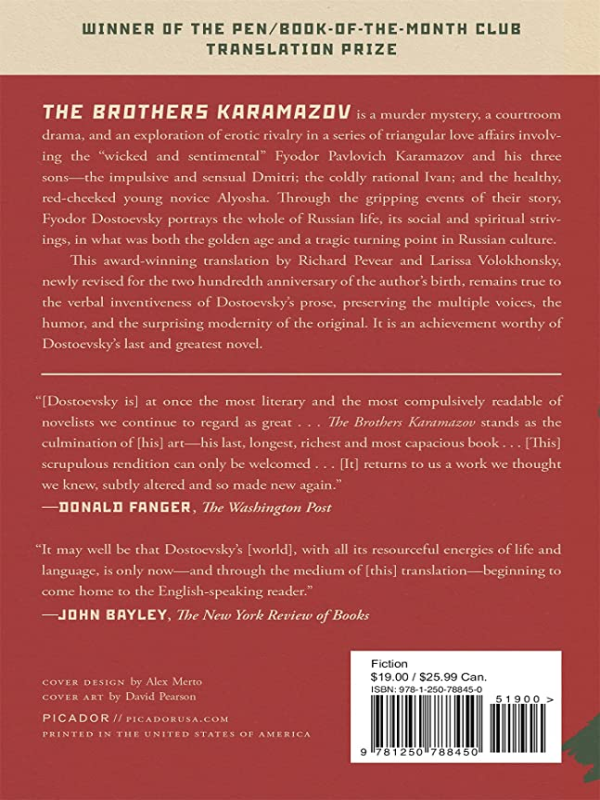 WINNER OF THE PEN/BOOK-OF-THE-MONTH CLUB
TRANSLATION PRIZE
THE BROTHERS KARAMAZOV is a murder mystery, a courtroom
drama, and an exploration of erotic rivalry in a series of triangular love affairs involv-
ing the “wicked and sentimental” Fyodor Pavlovich Karamazov and his three
sons—the impulsive and sensual Dmitri; the coldly rational Ivan; and the healthy,
red-cheeked young novice Alyosha. Through the gripping events of their story,
Fyodor Dostoevsky portrays the whole of Russian life, its social and spiritual striv-
ings, in what was both the golden age and a tragic turning point in Russian culture.
This award-winning translation by Richard Pevear and Larissa Volokhonsky,
newly revised for the two hundredth anniversary of the author’s birth, remains true to
the verbal inventiveness of Dostoevsky’s prose, preserving the multiple voices, the
humor, and the surprising modernity of the original. It is an achievement worthy of
Dostoevsky’s last and greatest novel.
“[Dostoevsky is] at once the most literary and the most compulsively readable of
novelists we continue to regard as great . . . The Brothers Karamazov stands as the
culmination of [his] art—his last, longest, richest and most capacious book . . . [This]
scrupulous rendition can only be welcomed . . . [It] returns to us a work we thought
we knew, subtly altered and so made new again.”
—DONALD FANGER, The Washington Post
“It may well be that Dostoevsky’s [world], with all its resourceful energies of life and
language, is only now—and through the medium of [this] translation—beginning to
come home to the English-speaking reader.”
—JOHN BAYLEY, The New York Review of Books
COVER DESIGN by Alex Merto
COVER ART by David Pearson
PICADOR // PICADORUSA.COM
PRINTED IN THE UNITED STATES OF AMERICA
Fiction
$19.00 / $25.99 Can.
ISBN: 978-1-250-78845-0
51900 >
9 781250 788450